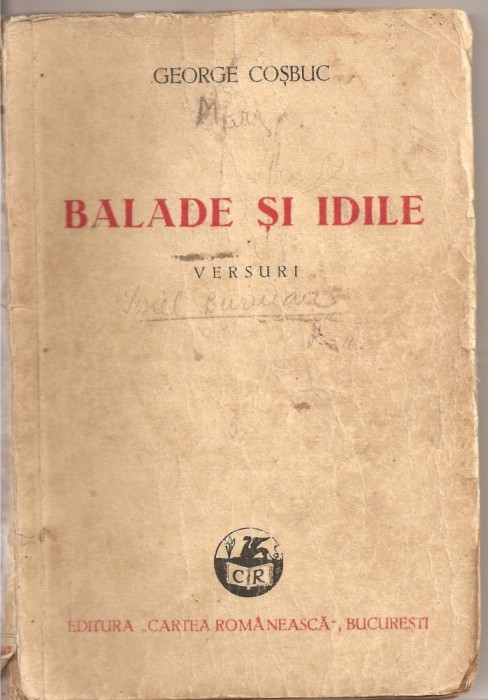 GEORGE COȘBUC
BALADE ȘI IDILE
VERSURI
C R
EDITURA „CARTEA ROMÂNEASCĂ", BUCUREȘTI